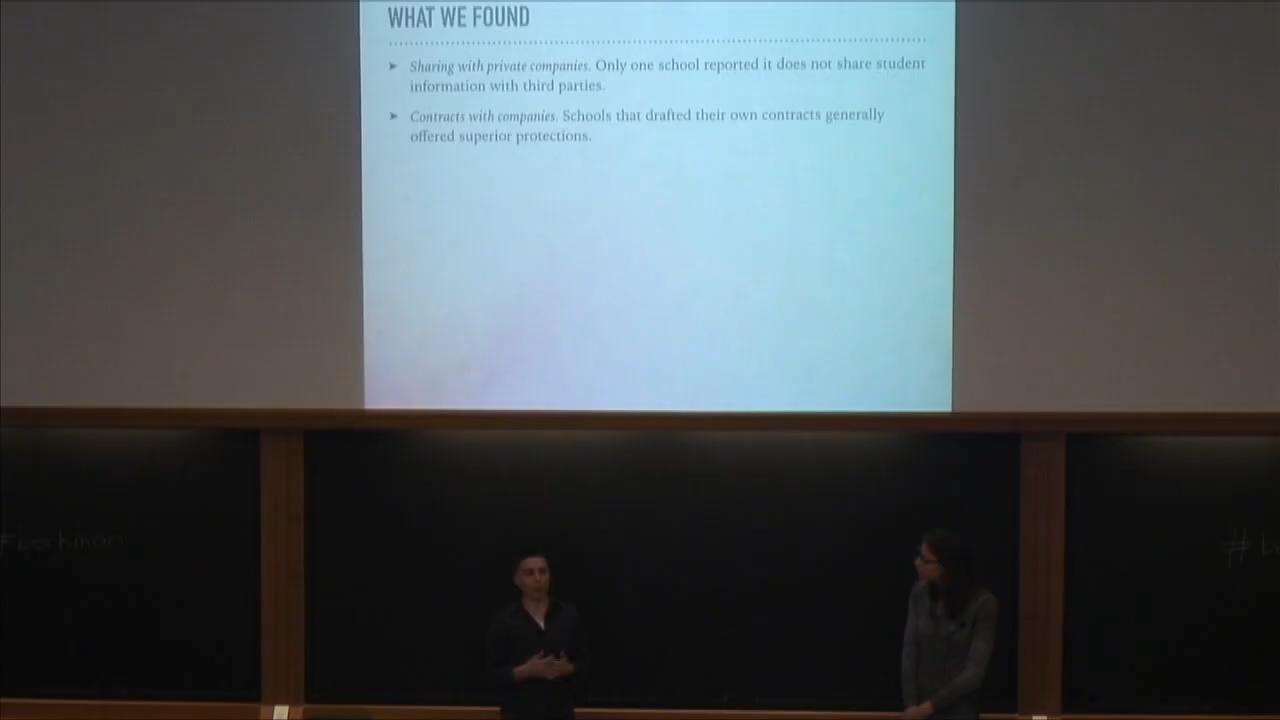 WHAT WE FOUND
➤ Sharing with private companies. Only one school reported it does not share student
information with third parties.
➤ Contracts with companies. Schools that drafted their own contracts generally
offered superior protections.
#